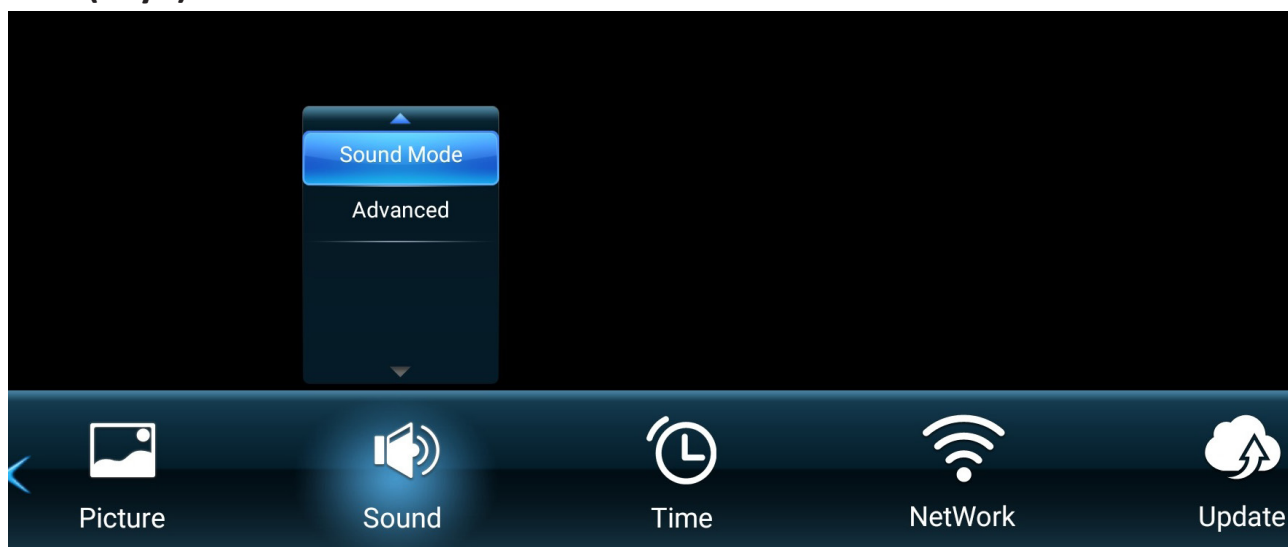 Sound Mode
Advanced
Picture
Sound
Time
NetWork
Update